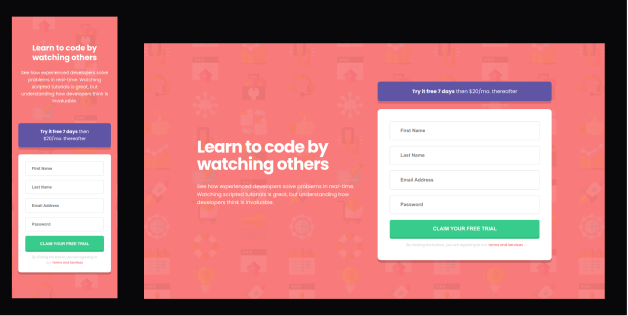 Learn to code by
watching others
See how experienced developers solve
problems in real-time. Watching
scripted tutorials is great, but
understanding how developers think is
invaluable.
Try it free 7 days then
$20/mo. thereafter
First Name
Last Name
Email Address
Password
CLAIM YOUR FREE TRIAL
By clicking the button, you are agreeing to
our Terms and Services
Learn to code by
watching others
See how experienced developers solve problems in real-time.
Watching scripted tutorials is great, but understanding how
developers think is invaluable.
Try it free 7 days then $20/mo. thereafter
First Name
Last Name
Email Address
Password
CLAIM YOUR FREE TRIAL
By clicking the button, you are agreeing to our Terms and Services